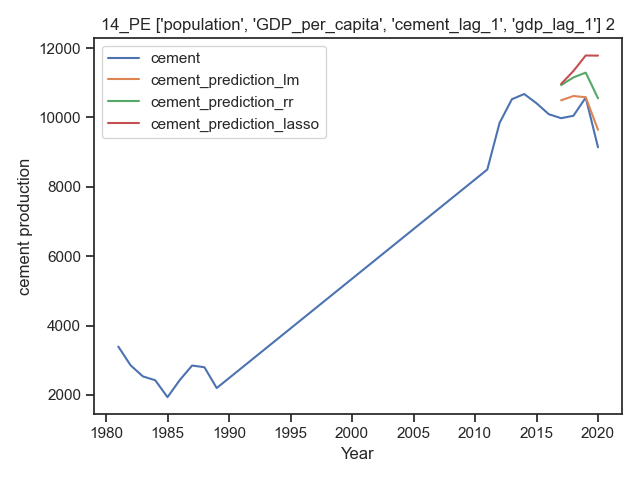 14_PE ['population', 'GDP_per_capita', 'cement_lag_1', 'gdp_lag_1'] 2
12000
10000
8000
6000
4000
2000
cement production
cement
cement_prediction_lm
cement_prediction_rr
cement_prediction_lasso
1980 1985 1990 1995 2000 2005 2010 2015 2020
Year